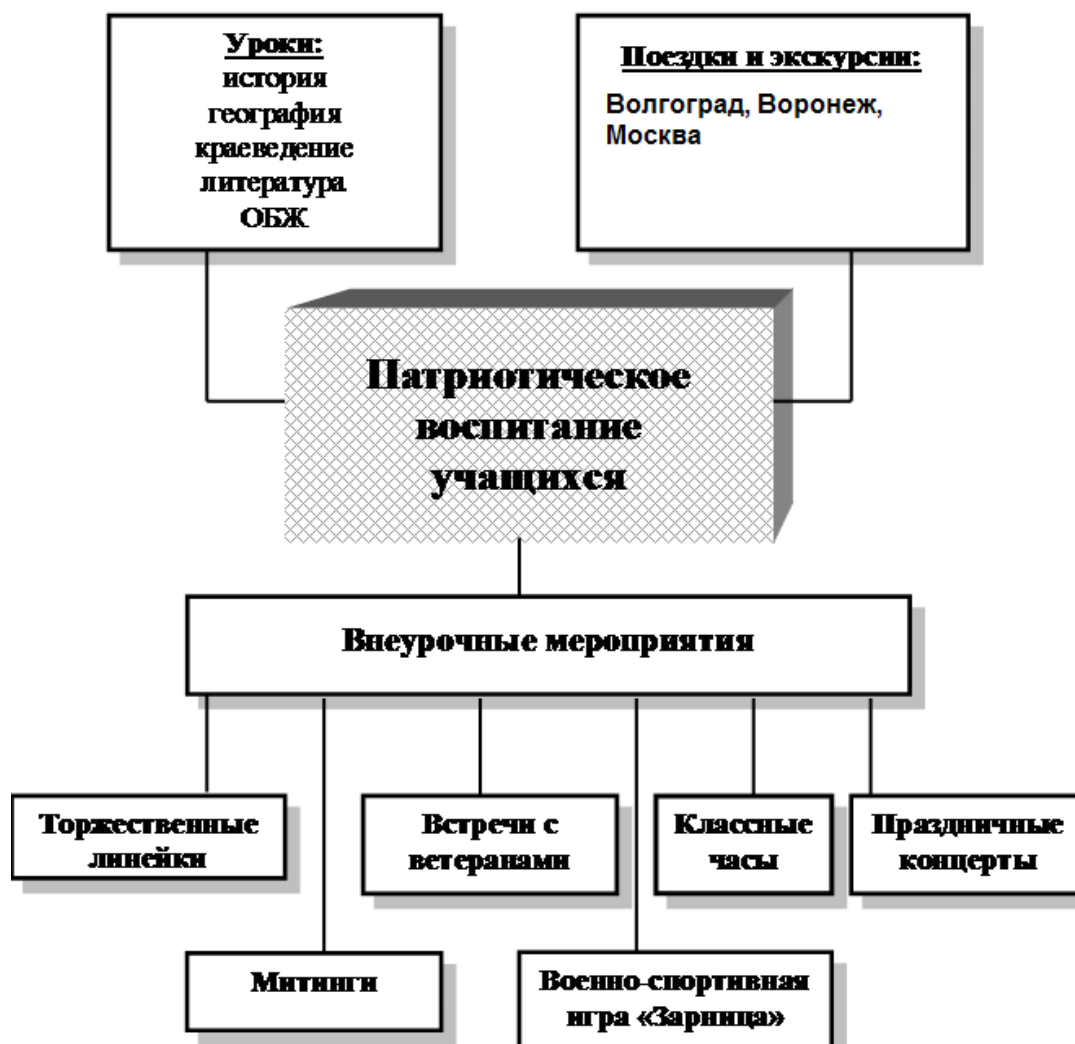 Уроки:
история
география
краеведение
литература
ОБЖ
Поездки и экскурсии:
Волгоград, Воронеж,
Москва
Патриотическое
воспитание
учащихся
Внеурочные мероприятия
Торжественные
линейки
Встречи с
ветеранами
Классные
часы
Праздничные
концерты
Митинги
Военно-спортивная
игра «Зарница»